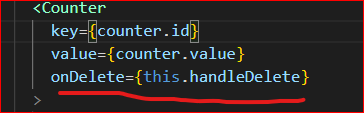 <Counter
key={counter.id}
value={counter.value}
onDelete={this.handleDelete}
>